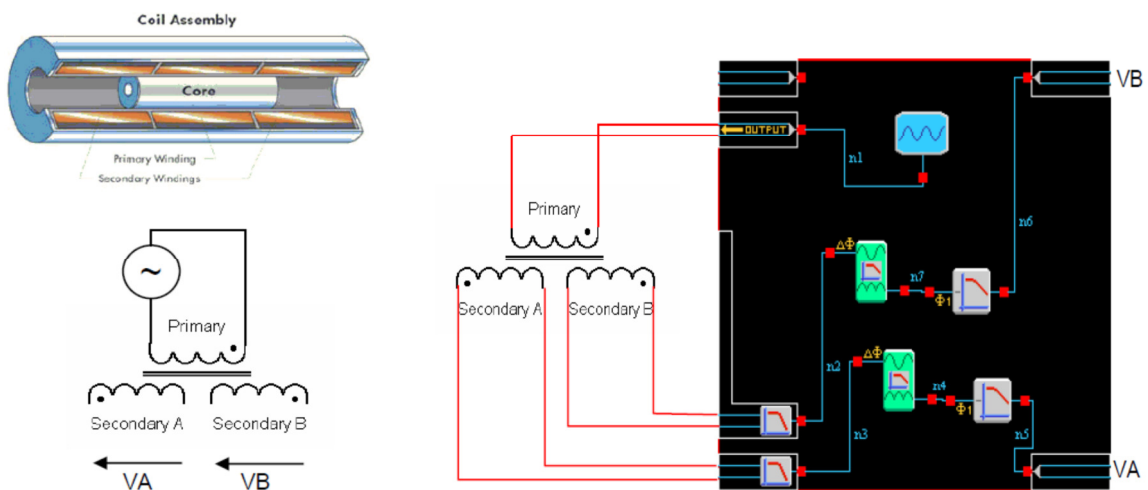 Coil Assembly
Core
Primary Winding
Secondary Windings
~
Primary
Secondary A
Secondary B
VA
VB
Primary
Secondary A
Secondary B
OUTPUT
n1
VB
n6
ΔΦ
n7
Φ1
n2
ΔΦ
n4
Φ1
n3
n5
VA